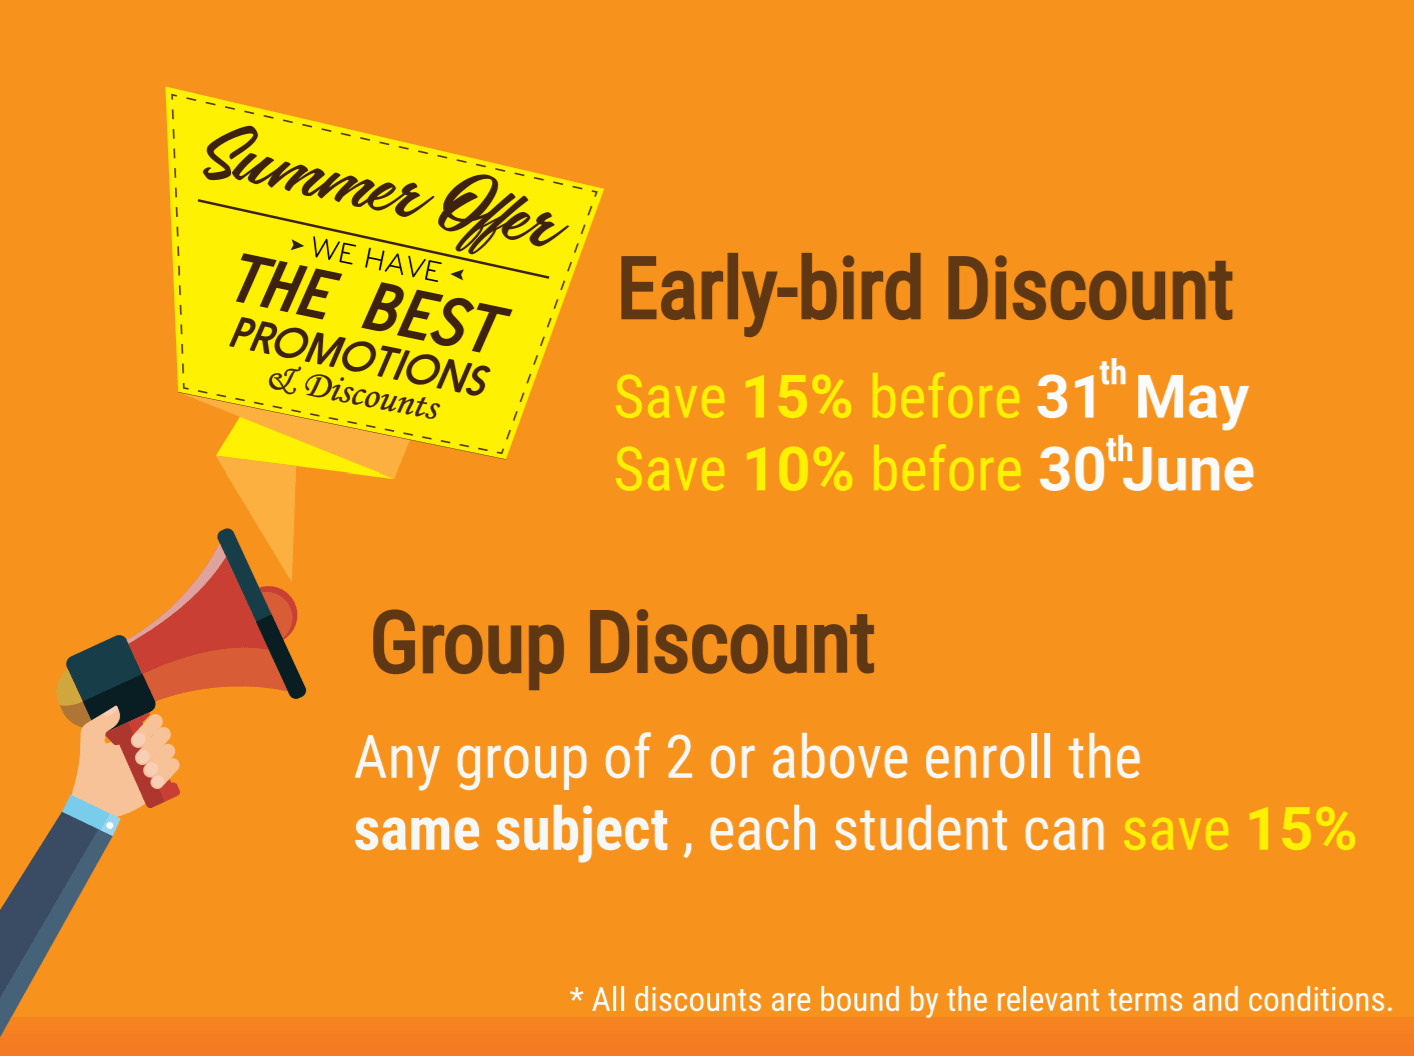 Summer Offer
WE HAVE
THE BEST
PROMOTIONS
& Discounts
Early-bird Discount
Save 15% before 31th May
Save 10% before 30thJune
Group Discount
Any group of 2 or above enroll the
same subject , each student can save 15%
* All discounts are bound by the relevant terms and conditions.